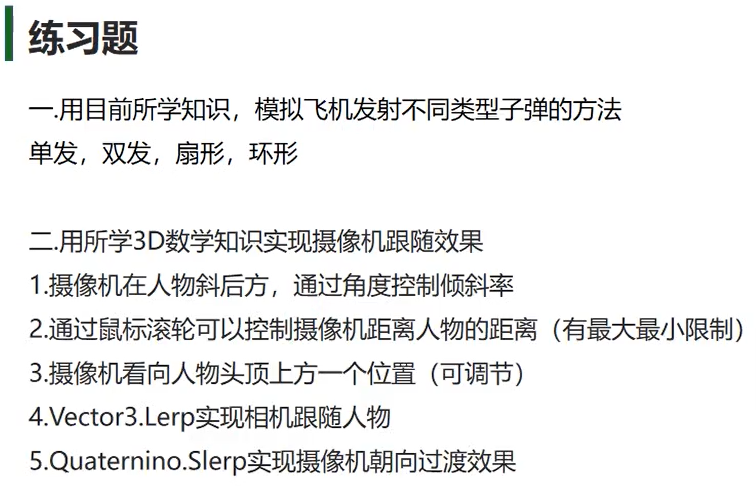 练习题
一.用目前所学知识，模拟飞机发射不同类型子弹的方法
单发，双发，扇形，环形
二.用所学3D数学知识实现摄像机跟随效果
1.摄像机在人物斜后方，通过角度控制倾斜率
2.通过鼠标滚轮可以控制摄像机距离人物的距离（有最大最小限制）
3.摄像机看向人物头顶上方一个位置（可调节）
4.Vector3.Lerp实现相机跟随人物
5.Quaternino.Slerp实现摄像机朝向过渡效果